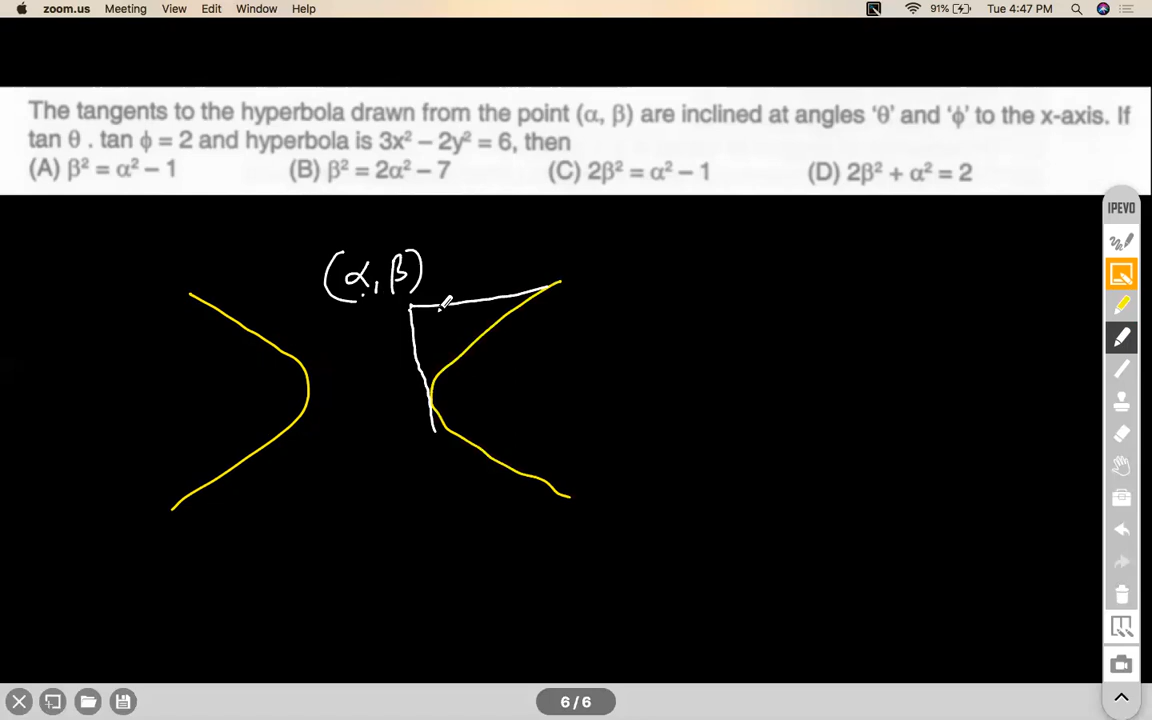 zoom.us Meeting View Edit Window Help 91% Tue 4:47 PM
The tangents to the hyperbola drawn from the point (α, β) are inclined at angles ‘θ’ and ‘ϕ’ to the x-axis. If
tan θ . tan ϕ = 2 and hyperbola is 3x² – 2y² = 6, then
(A) β² = α² – 1 (B) β² = 2α² – 7 (C) 2β² = α² – 1 (D) 2β² + α² = 2
IPEVO
(α, β)
6 / 6